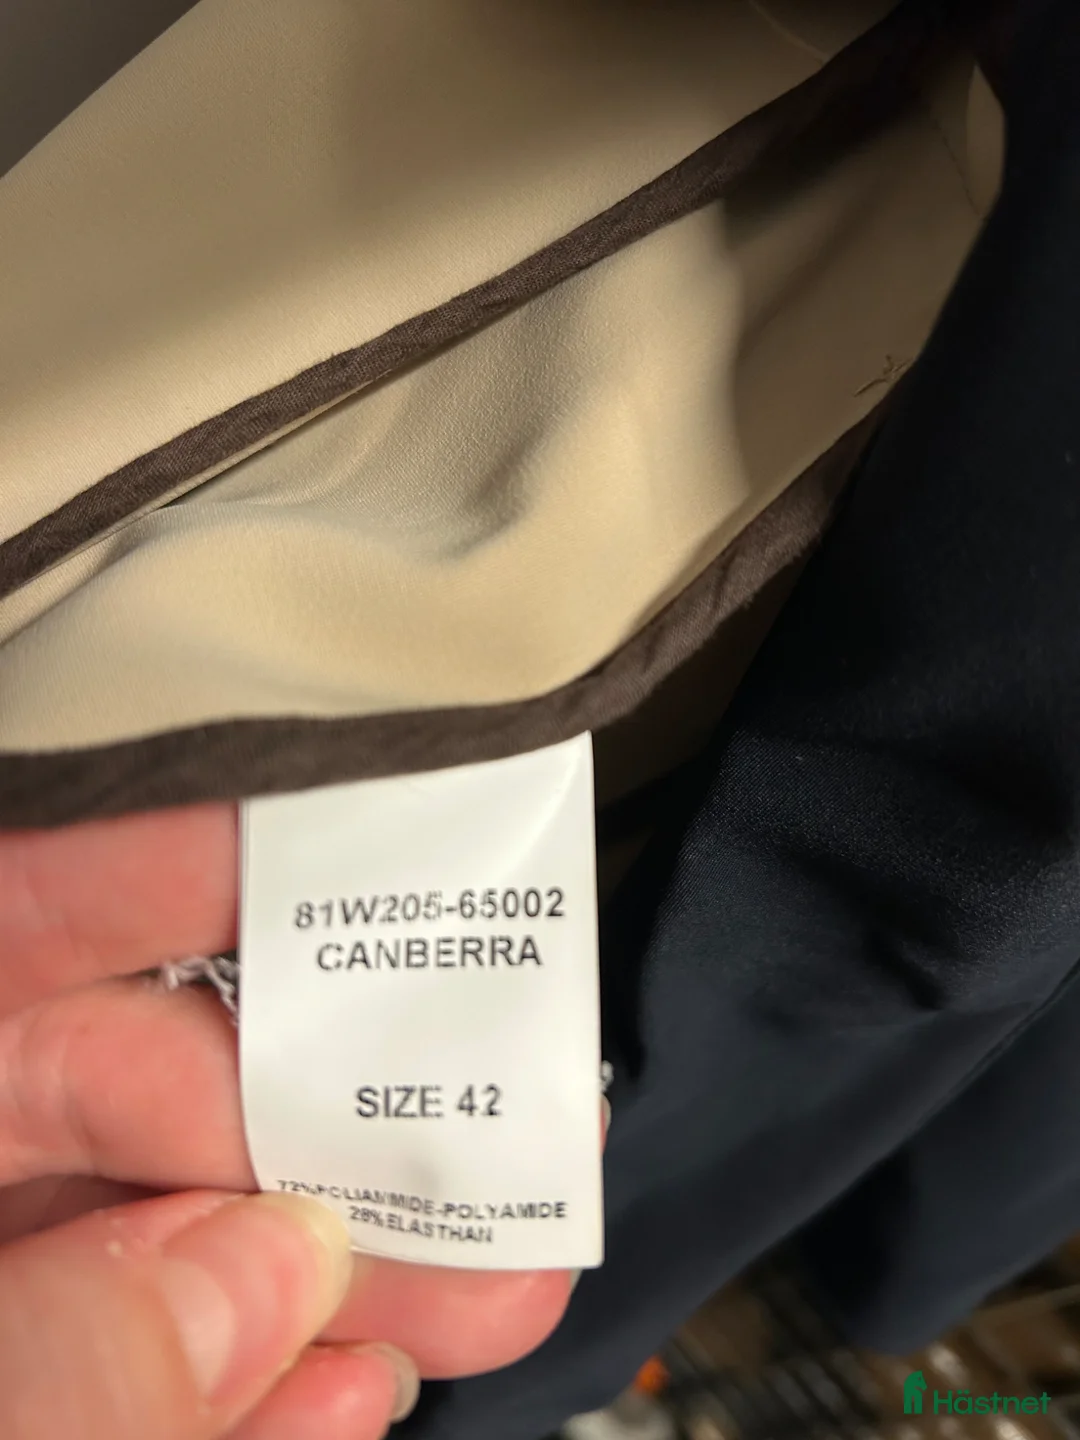 81W205-65002
CANBERRA
SIZE 42
72%POLIAMMIDE-POLYAMIDE
28%ELASTHAN
Hästnet